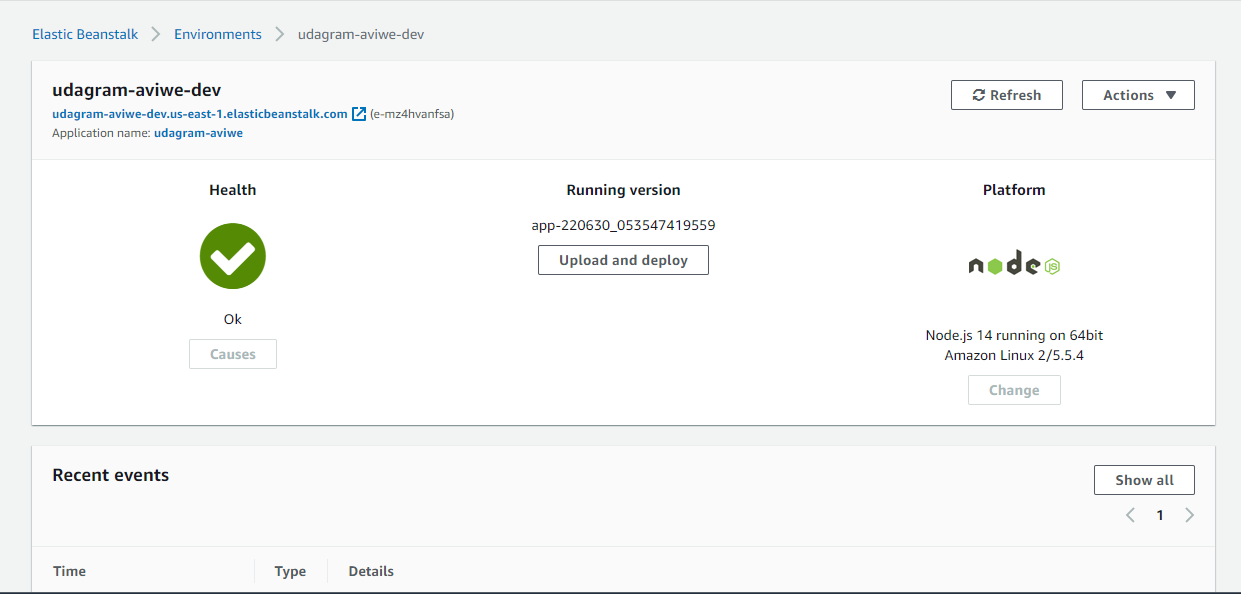 Elastic Beanstalk > Environments > udagram-aviwe-dev
udagram-aviwe-dev
Refresh
Actions
udagram-aviwe-dev.us-east-1.elasticbeanstalk.com (e-mz4hvanfsa)
Application name: udagram-aviwe
Health
Ok
Causes
Running version
app-220630_053547419559
Upload and deploy
Platform
node JS
Node.js 14 running on 64bit
Amazon Linux 2/5.5.4
Change
Recent events
Show all
< 1 >
Time Type Details